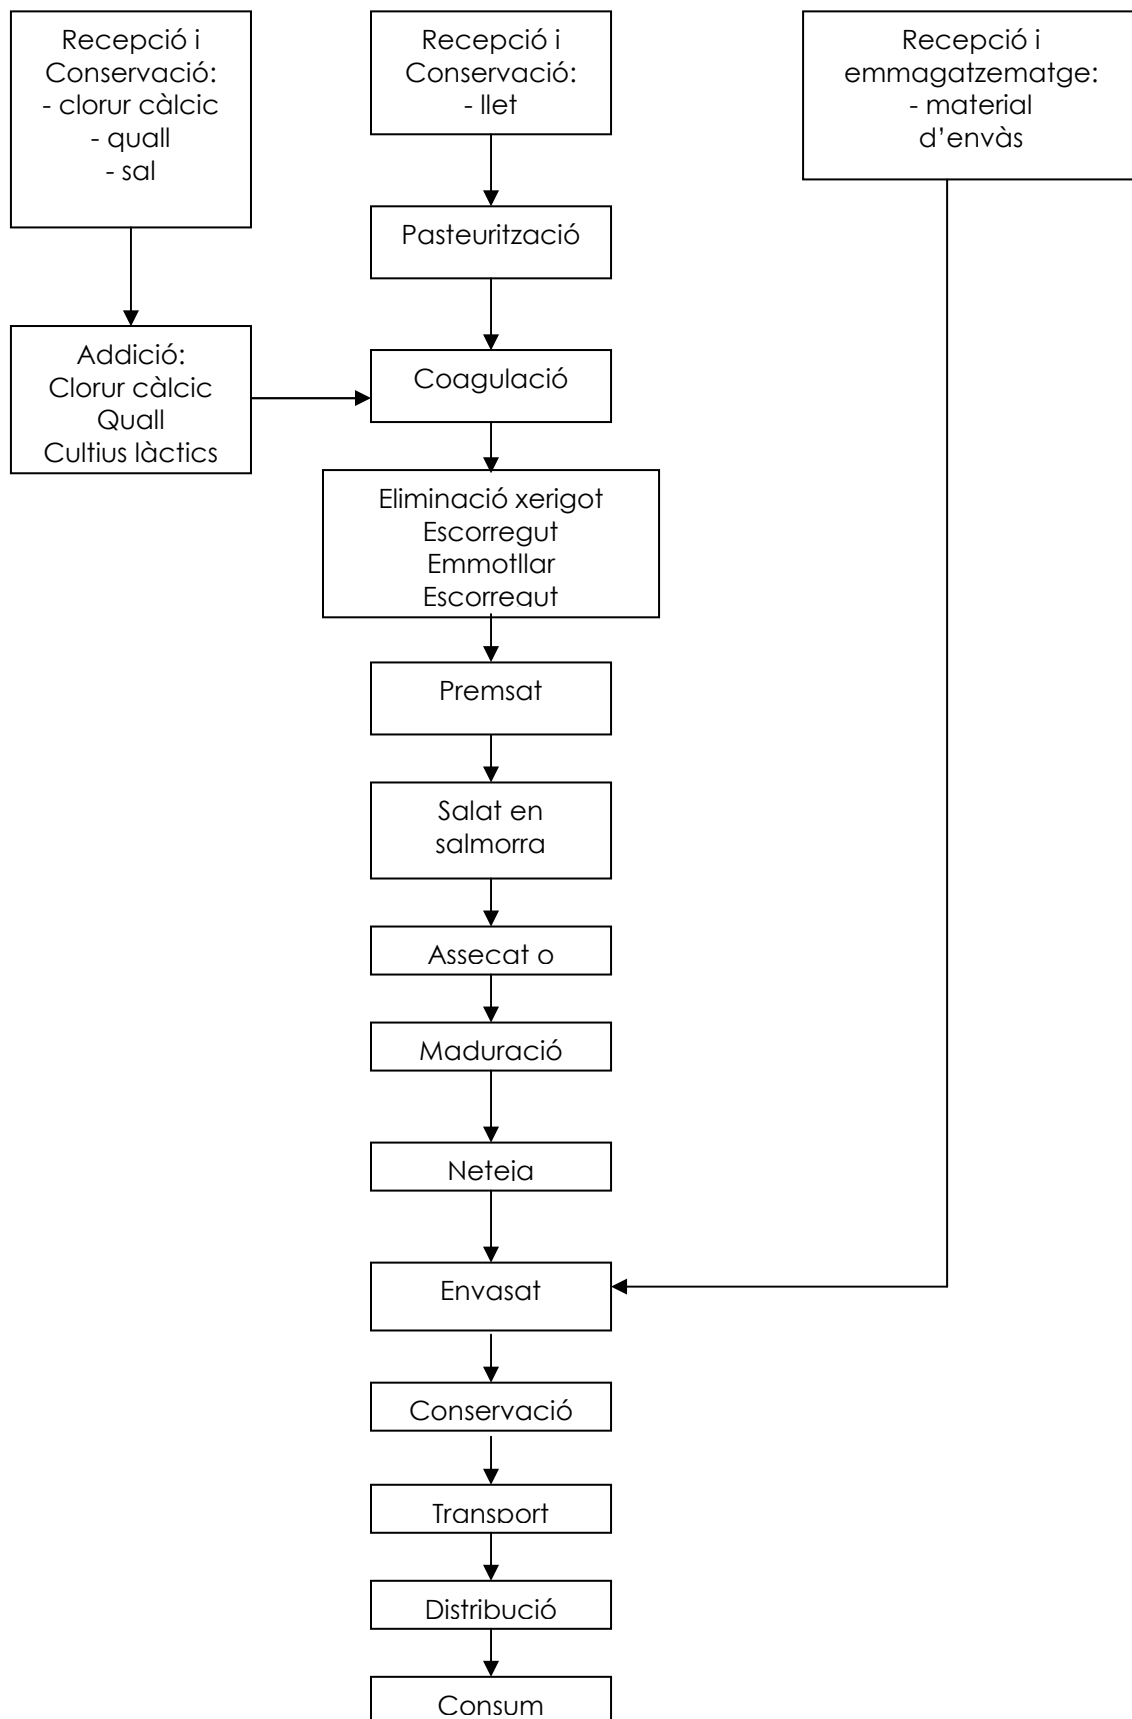 Recepció i
Conservació:
- clorur càlcic
- quall
- sal
Recepció i
Conservació:
- llet
Recepció i
emmagatzematge:
- material
d'envàs
Pasteurització
Addició:
Clorur càlcic
Quall
Cultius làctics
Coagulació
Eliminació xerigot
Escorregut
Emmotllar
Escorregut
Premsat
Salat en
salmorra
Assecat o
Maduració
Neteja
Envasat
Conservació
Transport
Distribució
Consum